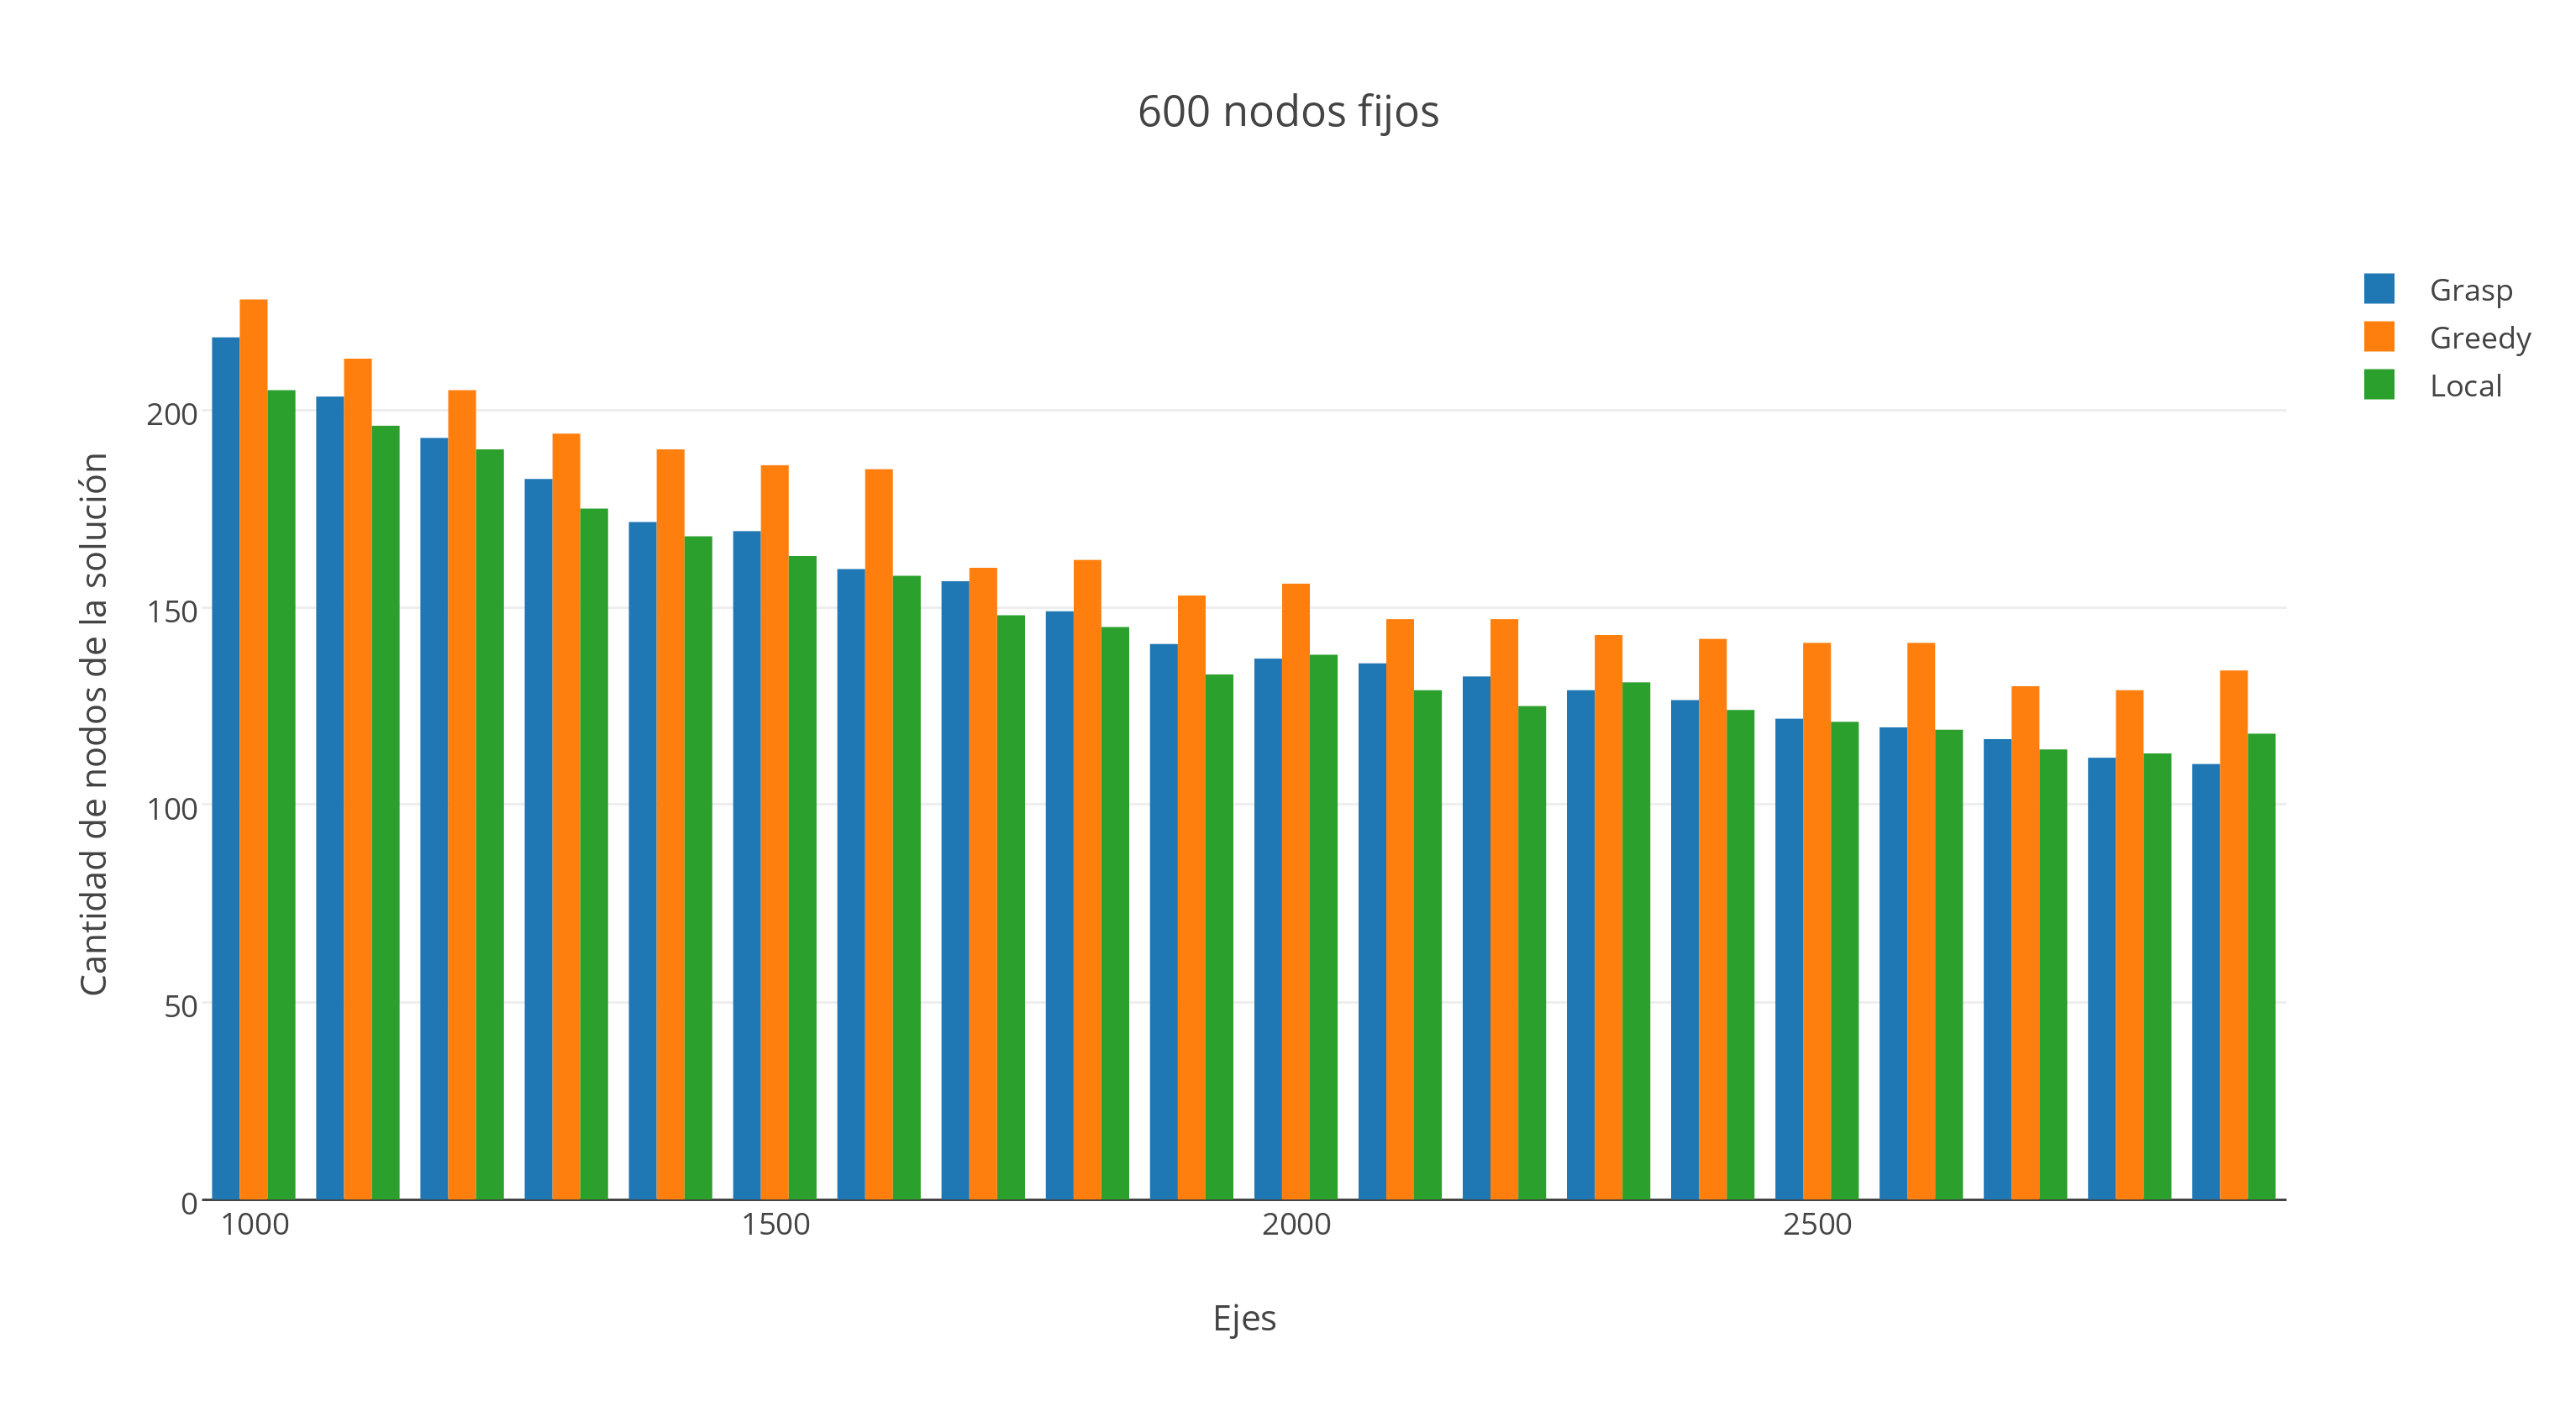 600 nodos fijos
Grasp
Greedy
Local
Cantidad de nodos de la solución
200
150
100
50
0
1000 1500 2000 2500
Ejes